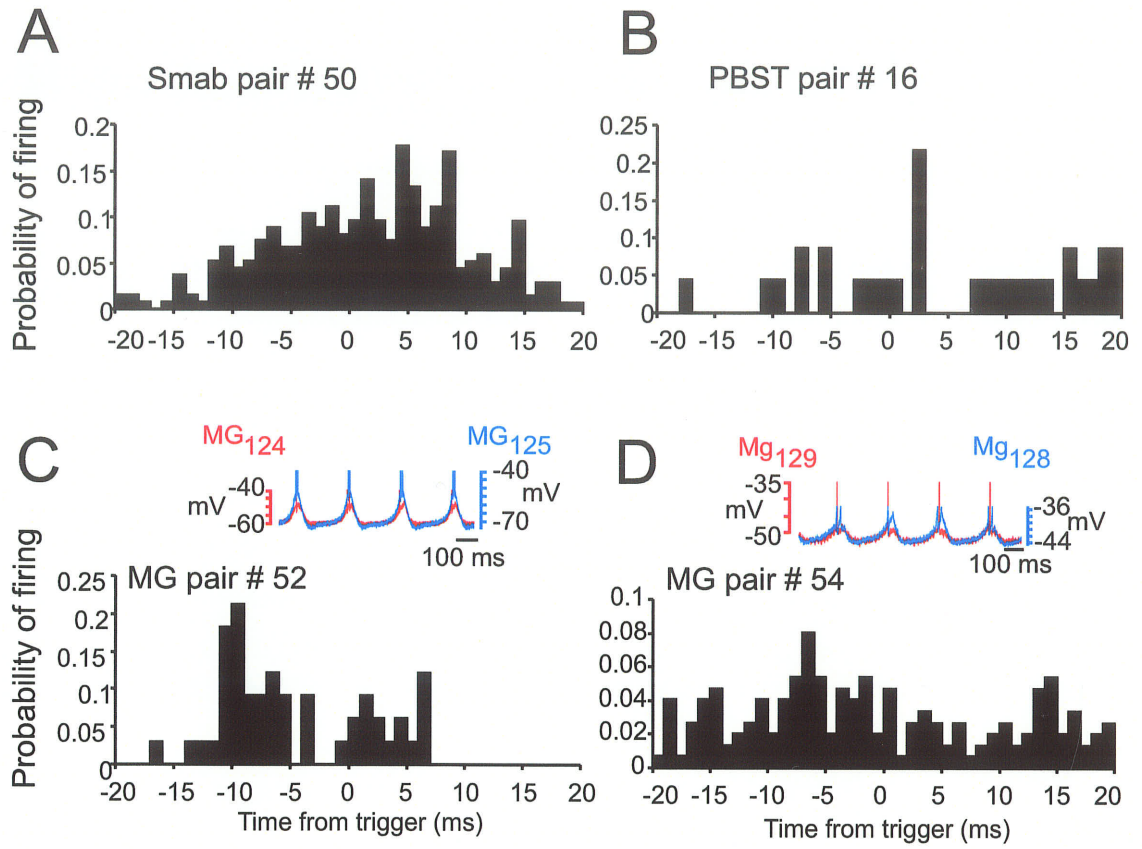 A
Smab pair # 50
Probability of firing
0.2
0.15
0.1
0.05
0
-20 -15 -10 -5 0 5 10 15 20
B
PBST pair # 16
0.25
0.2
0.15
0.1
0.05
0
-20 -15 -10 -5 0 5 10 15 20
C
MG124
MG125
-40
mV
-60
-40
mV
-70
100 ms
MG pair # 52
Probability of firing
0.25
0.2
0.15
0.1
0.05
0
-20 -15 -10 -5 0 5 10 15 20
Time from trigger (ms)
D
Mg129
Mg128
-35
mV
-50
-36
mV
-44
100 ms
MG pair # 54
0.1
0.08
0.06
0.04
0.02
0
-20 -15 -10 -5 0 5 10 15 20
Time from trigger (ms)